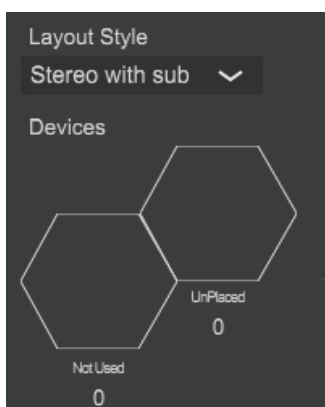 Layout Style
Stereo with sub
Devices
UnPlaced
0
Not Used
0